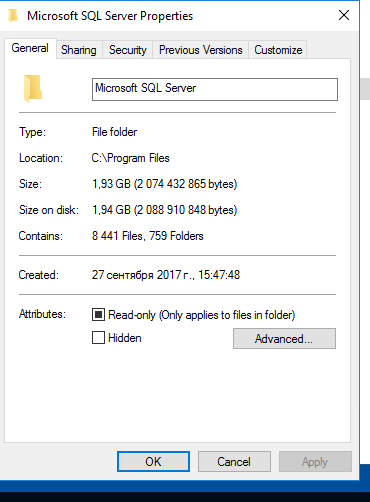 Microsoft SQL Server Properties
General Sharing Security Previous Versions Customize
Microsoft SQL Server
Type: File folder
Location: C:\Program Files
Size: 1,93 GB (2 074 432 865 bytes)
Size on disk: 1,94 GB (2 088 910 848 bytes)
Contains: 8 441 Files, 759 Folders
Created: 27 сентября 2017 г., 15:47:48
Attributes: Read-only (Only applies to files in folder)
Hidden Advanced...
OK Cancel Apply